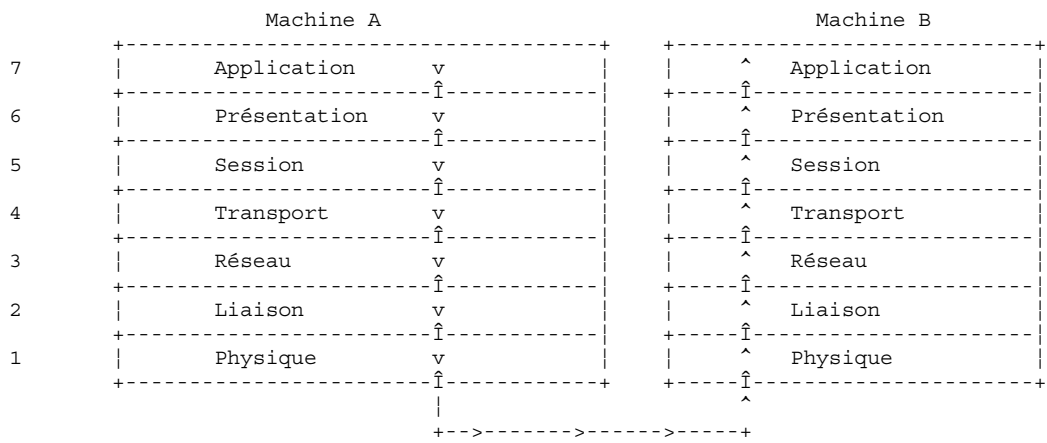 Machine A Machine B
+-------------------------------------+ +----------------------------+
7 ¦ Application v ¦ ¦ ^ Application ¦
+------------------------Î------------¦ +-----Î----------------------¦
6 ¦ Présentation v ¦ ¦ ^ Présentation ¦
+------------------------Î------------¦ +-----Î----------------------¦
5 ¦ Session v ¦ ¦ ^ Session ¦
+------------------------Î------------¦ +-----Î----------------------¦
4 ¦ Transport v ¦ ¦ ^ Transport ¦
+------------------------Î------------¦ +-----Î----------------------¦
3 ¦ Réseau v ¦ ¦ ^ Réseau ¦
+------------------------Î------------¦ +-----Î----------------------¦
2 ¦ Liaison v ¦ ¦ ^ Liaison ¦
+------------------------Î------------¦ +-----Î----------------------¦
1 ¦ Physique v ¦ ¦ ^ Physique ¦
+------------------------Î------------+ +-----Î----------------------+
¦ ^
+-->------->------>-----+